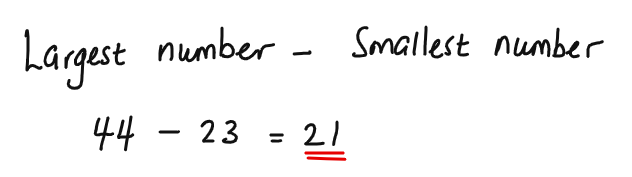 Largest number - Smallest number
44 - 23 = 21